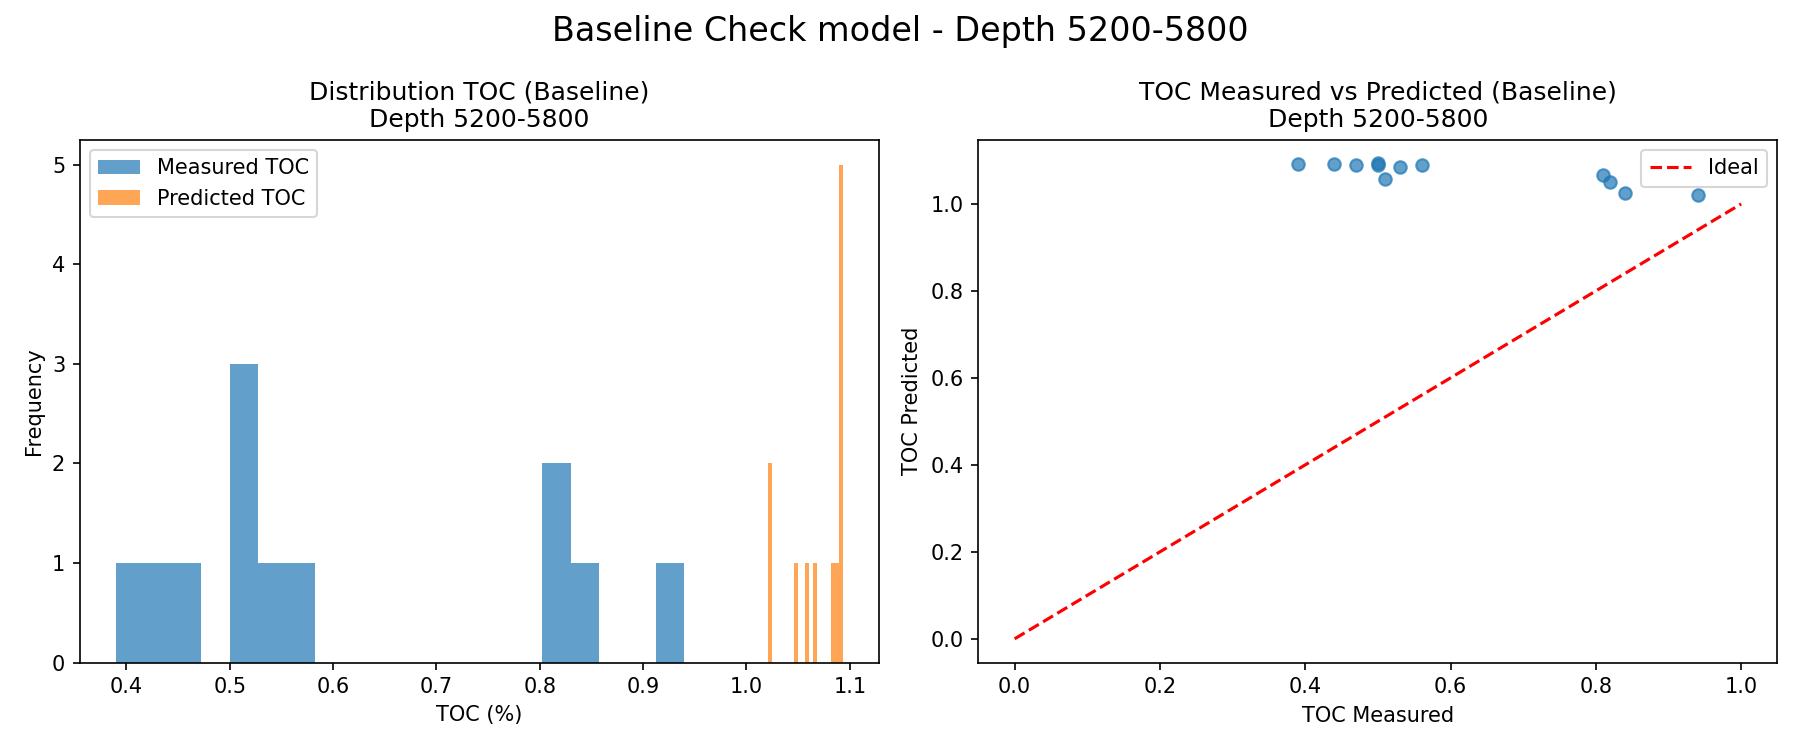 Baseline Check model - Depth 5200-5800
Distribution TOC (Baseline)
Depth 5200-5800
Measured TOC
Predicted TOC
Frequency
5
4
3
2
1
0
0.4 0.5 0.6 0.7 0.8 0.9 1.0 1.1
TOC (%)
TOC Measured vs Predicted (Baseline)
Depth 5200-5800
Ideal
TOC Predicted
1.0
0.8
0.6
0.4
0.2
0.0
0.0 0.2 0.4 0.6 0.8 1.0
TOC Measured